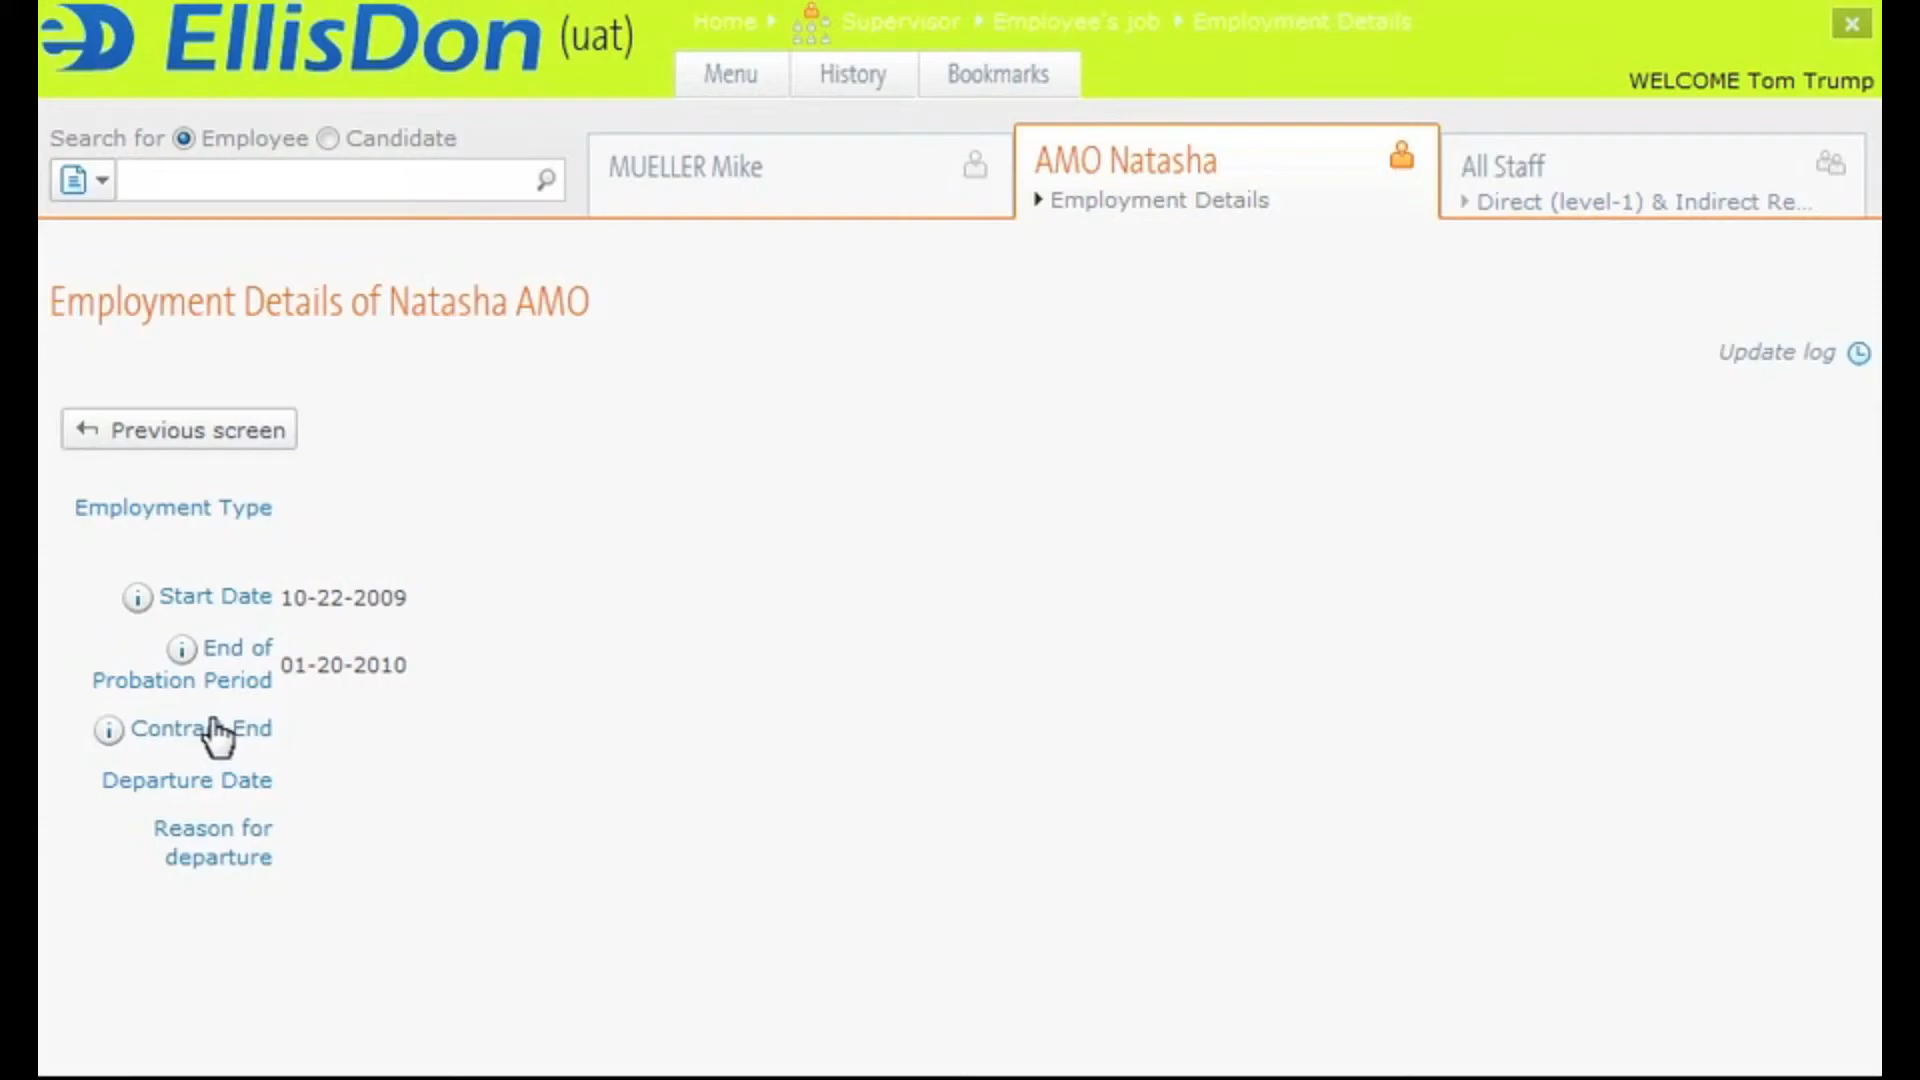 EllisDon (uat)
Home Supervisor Employee's job Employment Details
Menu History Bookmarks
WELCOME Tom Trump
Search for Employee Candidate
MUELLER Mike
AMO Natasha
Employment Details
All Staff
Direct (level-1) & Indirect Re...
Employment Details of Natasha AMO
Update log
Previous screen
Employment Type
Start Date 10-22-2009
End of
Probation Period 01-20-2010
Contract End
Departure Date
Reason for
departure